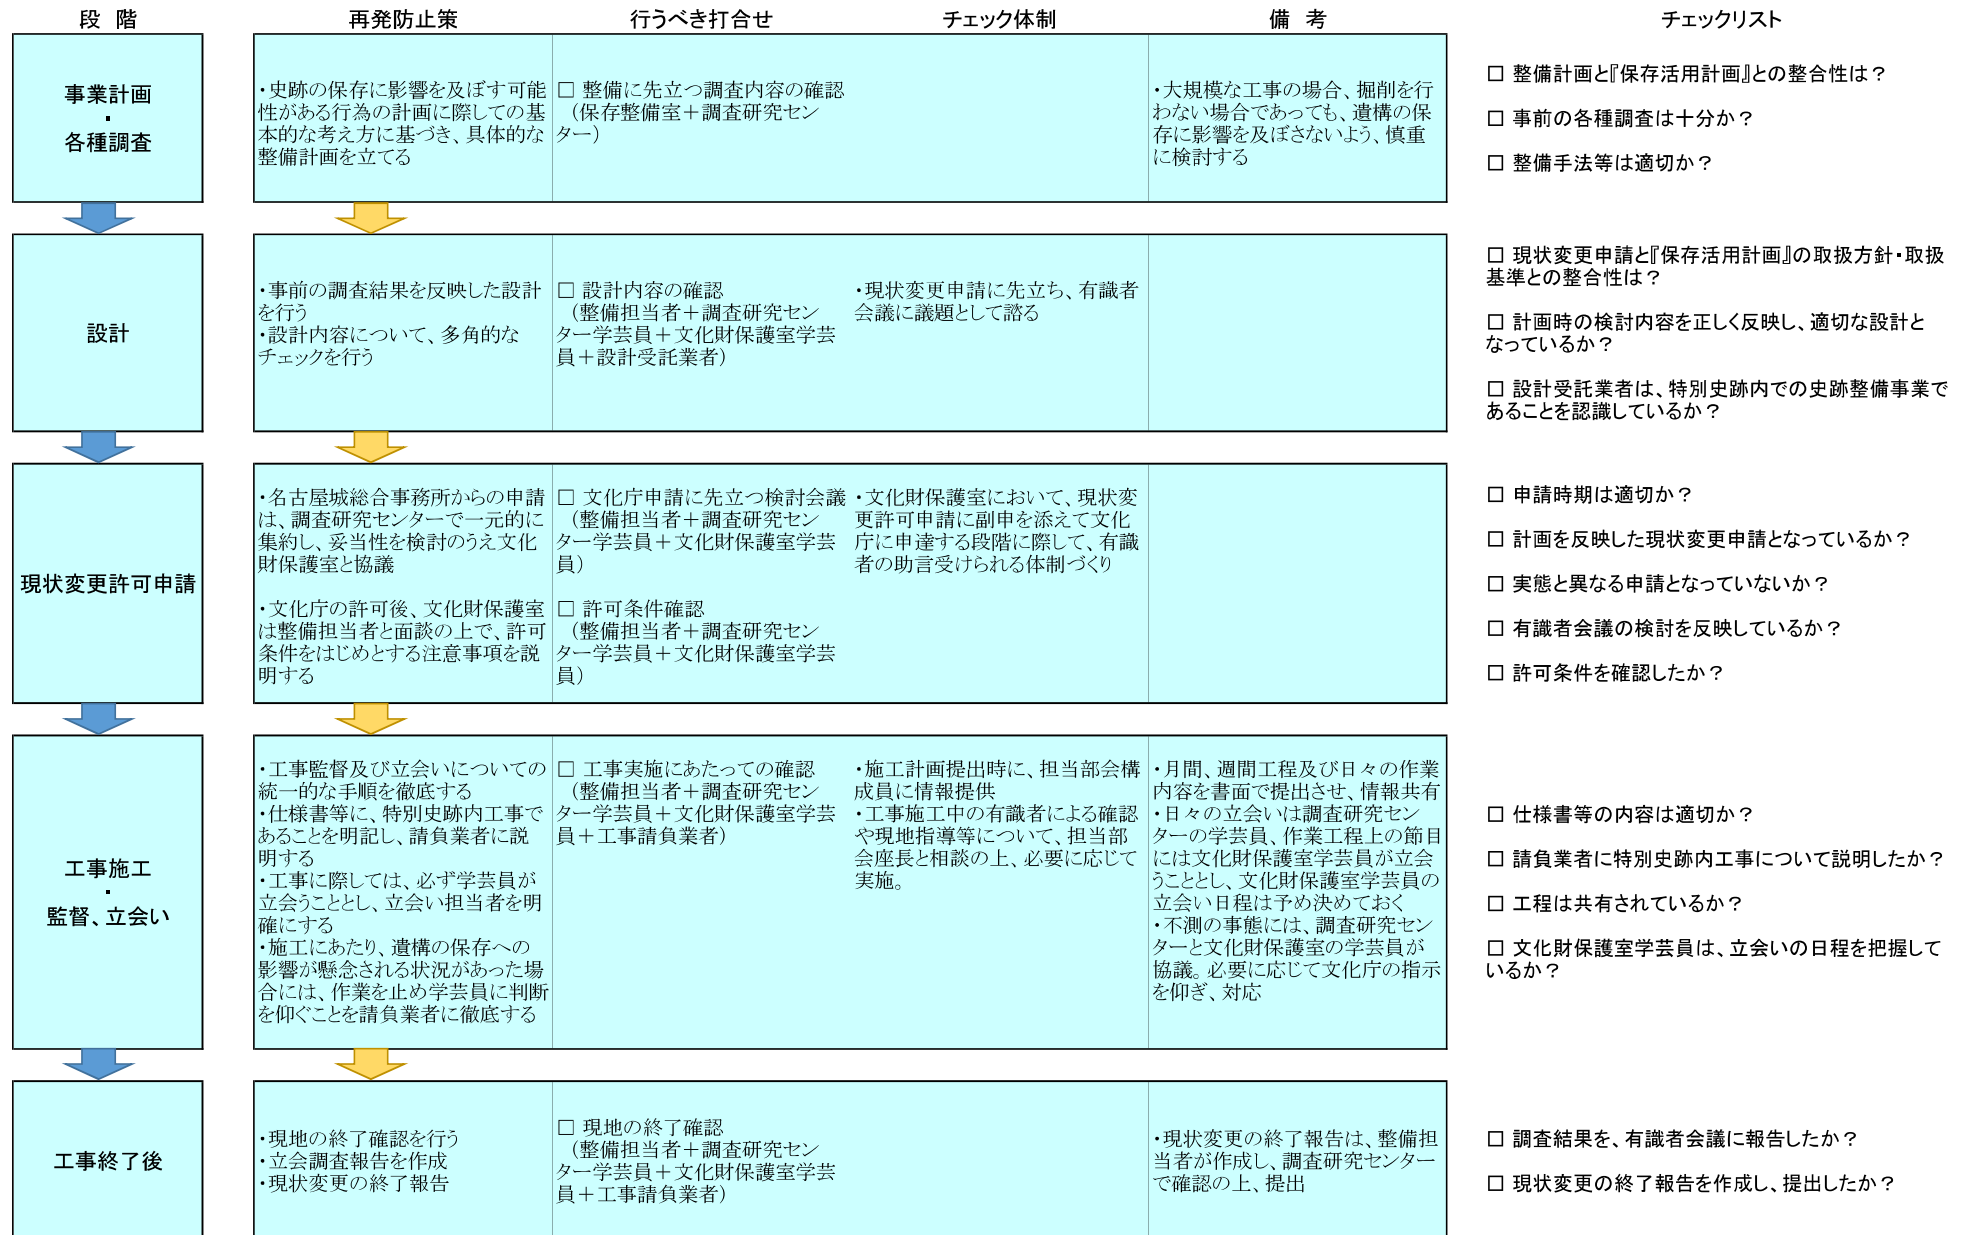 段 階
再発防止策
行うべき打合せ
チェック体制
備 考
チェックリスト
事業計画
・
各種調査
・史跡の保存に影響を及ぼす可能
性がある行為の計画に際しての基
本的な考え方に基づき、具体的な
整備計画を立てる
□ 整備に先立つ調査内容の確認
（保存整備室＋調査研究セン
ター）
・大規模な工事の場合、掘削を行
わない場合であっても、遺構の保
存に影響を及ぼさないよう、慎重
に検討する
□ 整備計画と『保存活用計画』との整合性は？
□ 事前の各種調査は十分か？
□ 整備手法等は適切か？
設計
・事前の調査結果を反映した設計
を行う
・設計内容について、多角的な
チェックを行う
□ 設計内容の確認
（整備担当者＋調査研究セン
ター学芸員＋文化財保護室学芸
員＋設計受託業者）
・現状変更申請に先立ち、有識者
会議に議題として諮る
□ 現状変更申請と『保存活用計画』の取扱方針・取扱
基準との整合性は？
□ 計画時の検討内容を正しく反映し、適切な設計と
なっているか？
□ 設計受託業者は、特別史跡内での史跡整備事業で
あることを認識しているか？
現状変更許可申請
・名古屋城総合事務所からの申請
は、調査研究センターで一元的に
集約し、妥当性を検討のうえ文化
財保護室と協議
・文化庁の許可後、文化財保護室
は整備担当者と面談の上で、許可
条件をはじめとする注意事項を説
明する
□ 文化庁申請に先立つ検討会議
（整備担当者＋調査研究セン
ター学芸員＋文化財保護室学芸
員）
□ 許可条件確認
（整備担当者＋調査研究セン
ター学芸員＋文化財保護室学芸
員）
・文化財保護室において、現状変
更許可申請に副申を添えて文化
庁に申達する段階に際して、有識
者の助言受けられる体制づくり
□ 申請時期は適切か？
□ 計画を反映した現状変更申請となっているか？
□ 実態と異なる申請となっていないか？
□ 有識者会議の検討を反映しているか？
□ 許可条件を確認したか？
工事施工
・
監督、立会い
・工事監督及び立会いについての
統一的な手順を徹底する
・仕様書等に、特別史跡内工事で
あることを明記し、請負業者に説
明する
・工事に際しては、必ず学芸員が
立会うこととし、立会い担当者を明
確にする
・施工にあたり、遺構の保存への
影響が懸念される状況があった場
合には、作業を止め学芸員に判断
を仰ぐことを請負業者に徹底する
□ 工事実施にあたっての確認
（整備担当者＋調査研究セン
ター学芸員＋文化財保護室学芸
員＋工事請負業者）
・施工計画提出時に、担当部会構
成員に情報提供
・工事施工中の有識者による確認
や現地指導等について、担当部
会座長と相談の上、必要に応じて
実施。
・月間、週間工程及び日々の作業
内容を書面で提出させ、情報共有
・日々の立会いは調査研究セン
ターの学芸員、作業工程上の節目
には文化財保護室学芸員が立会
うこととし、文化財保護室学芸員の
立会い日程は予め決めておく
・不測の事態には、調査研究セン
ターと文化財保護室の学芸員が
協議。必要に応じて文化庁の指示
を仰ぎ、対応
□ 仕様書等の内容は適切か？
□ 請負業者に特別史跡内工事について説明したか？
□ 工程は共有されているか？
□ 文化財保護室学芸員は、立会いの日程を把握して
いるか？
工事終了後
・現地の終了確認を行う
・立会調査報告を作成
・現状変更の終了報告
□ 現地の終了確認
（整備担当者＋調査研究セン
ター学芸員＋文化財保護室学芸
員＋工事請負業者）
・現状変更の終了報告は、整備担
当者が作成し、調査研究センター
で確認の上、提出
□ 調査結果を、有識者会議に報告したか？
□ 現状変更の終了報告を作成し、提出したか？